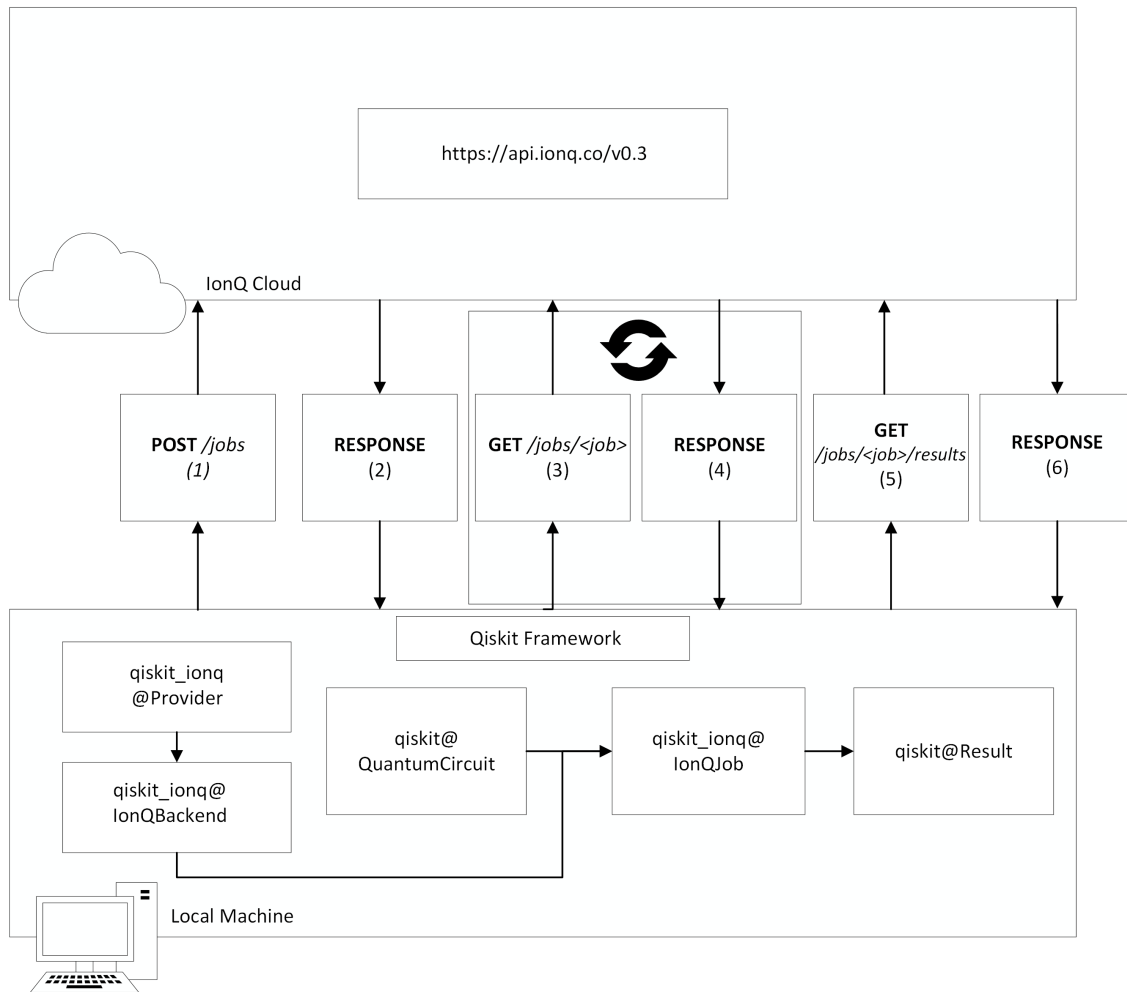 https://api.ionq.co/v0.3
IonQ Cloud
POST /jobs
(1)
RESPONSE
(2)
GET /jobs/<job>
(3)
RESPONSE
(4)
GET
/jobs/<job>/results
(5)
RESPONSE
(6)
Qiskit Framework
qiskit_ionq
@Provider
qiskit_ionq@
IonQBackend
qiskit@
QuantumCircuit
qiskit_ionq@
IonQJob
qiskit@Result
Local Machine